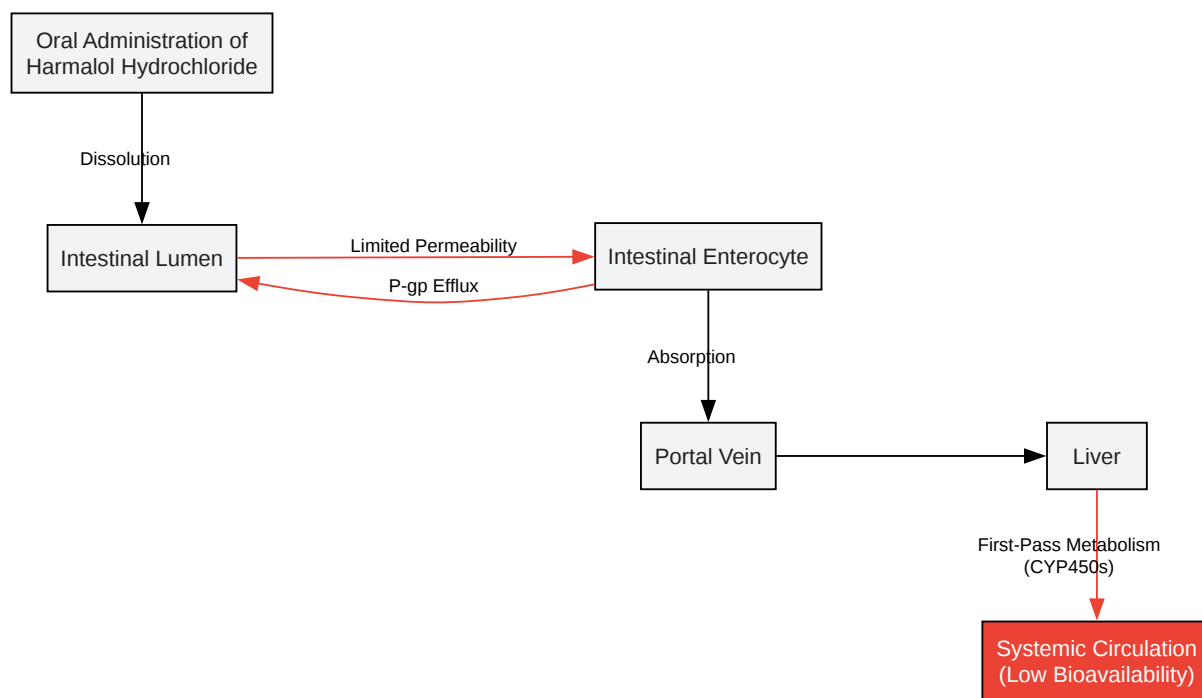 Oral Administration of
Harmalol Hydrochloride
Dissolution
Intestinal Lumen
Limited Permeability
P-gp Efflux
Intestinal Enterocyte
Absorption
Portal Vein
Liver
First-Pass Metabolism
(CYP450s)
Systemic Circulation
(Low Bioavailability)